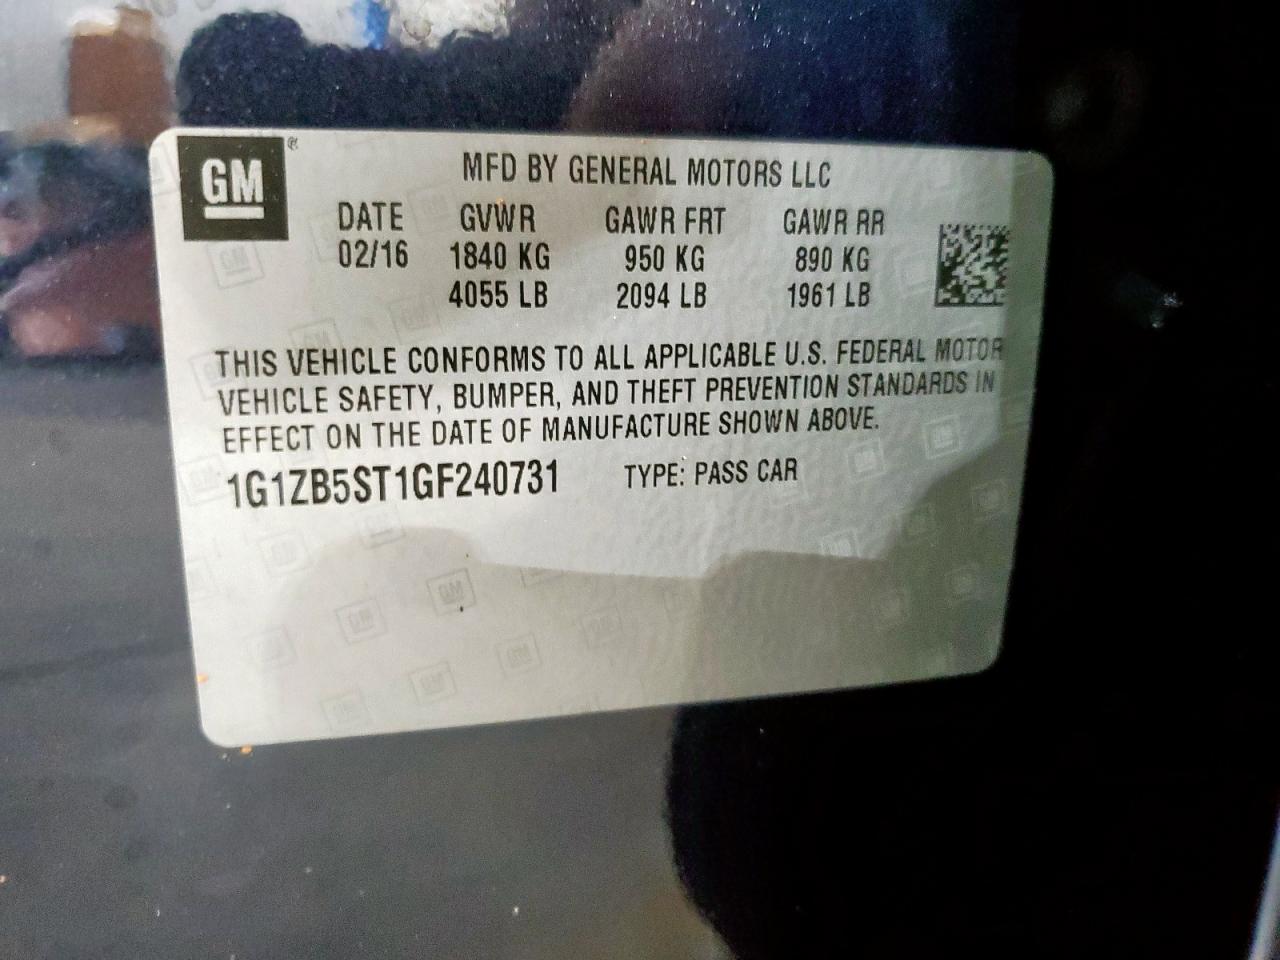 GM ®
MFD BY GENERAL MOTORS LLC
DATE GVWR GAWR FRT GAWR RR
02/16 1840 KG 950 KG 890 KG
4055 LB 2094 LB 1961 LB
THIS VEHICLE CONFORMS TO ALL APPLICABLE U.S. FEDERAL MOTOR
VEHICLE SAFETY, BUMPER, AND THEFT PREVENTION STANDARDS IN
EFFECT ON THE DATE OF MANUFACTURE SHOWN ABOVE.
1G1ZB5ST1GF240731 TYPE: PASS CAR